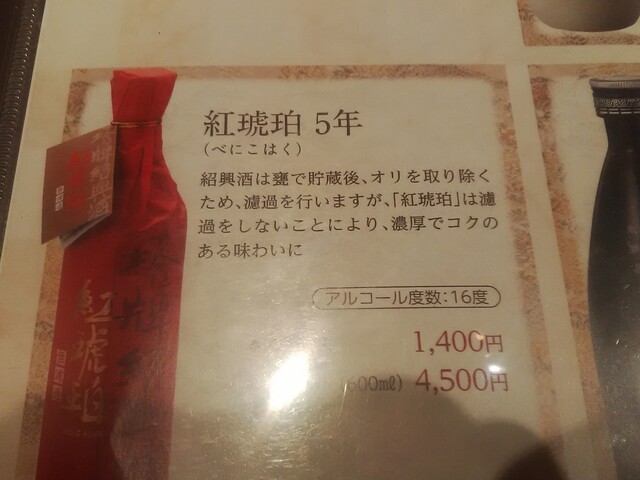 紅琥珀 5年
(べにこはく)
紹興酒は甕で貯蔵後、オリを取り除く
ため、濾過を行いますが、「紅琥珀」は濾
過をしないことにより、濃厚でコクの
ある味わいに
アルコール度数:16度
1,400円
(600㎖) 4,500円
紅琥珀